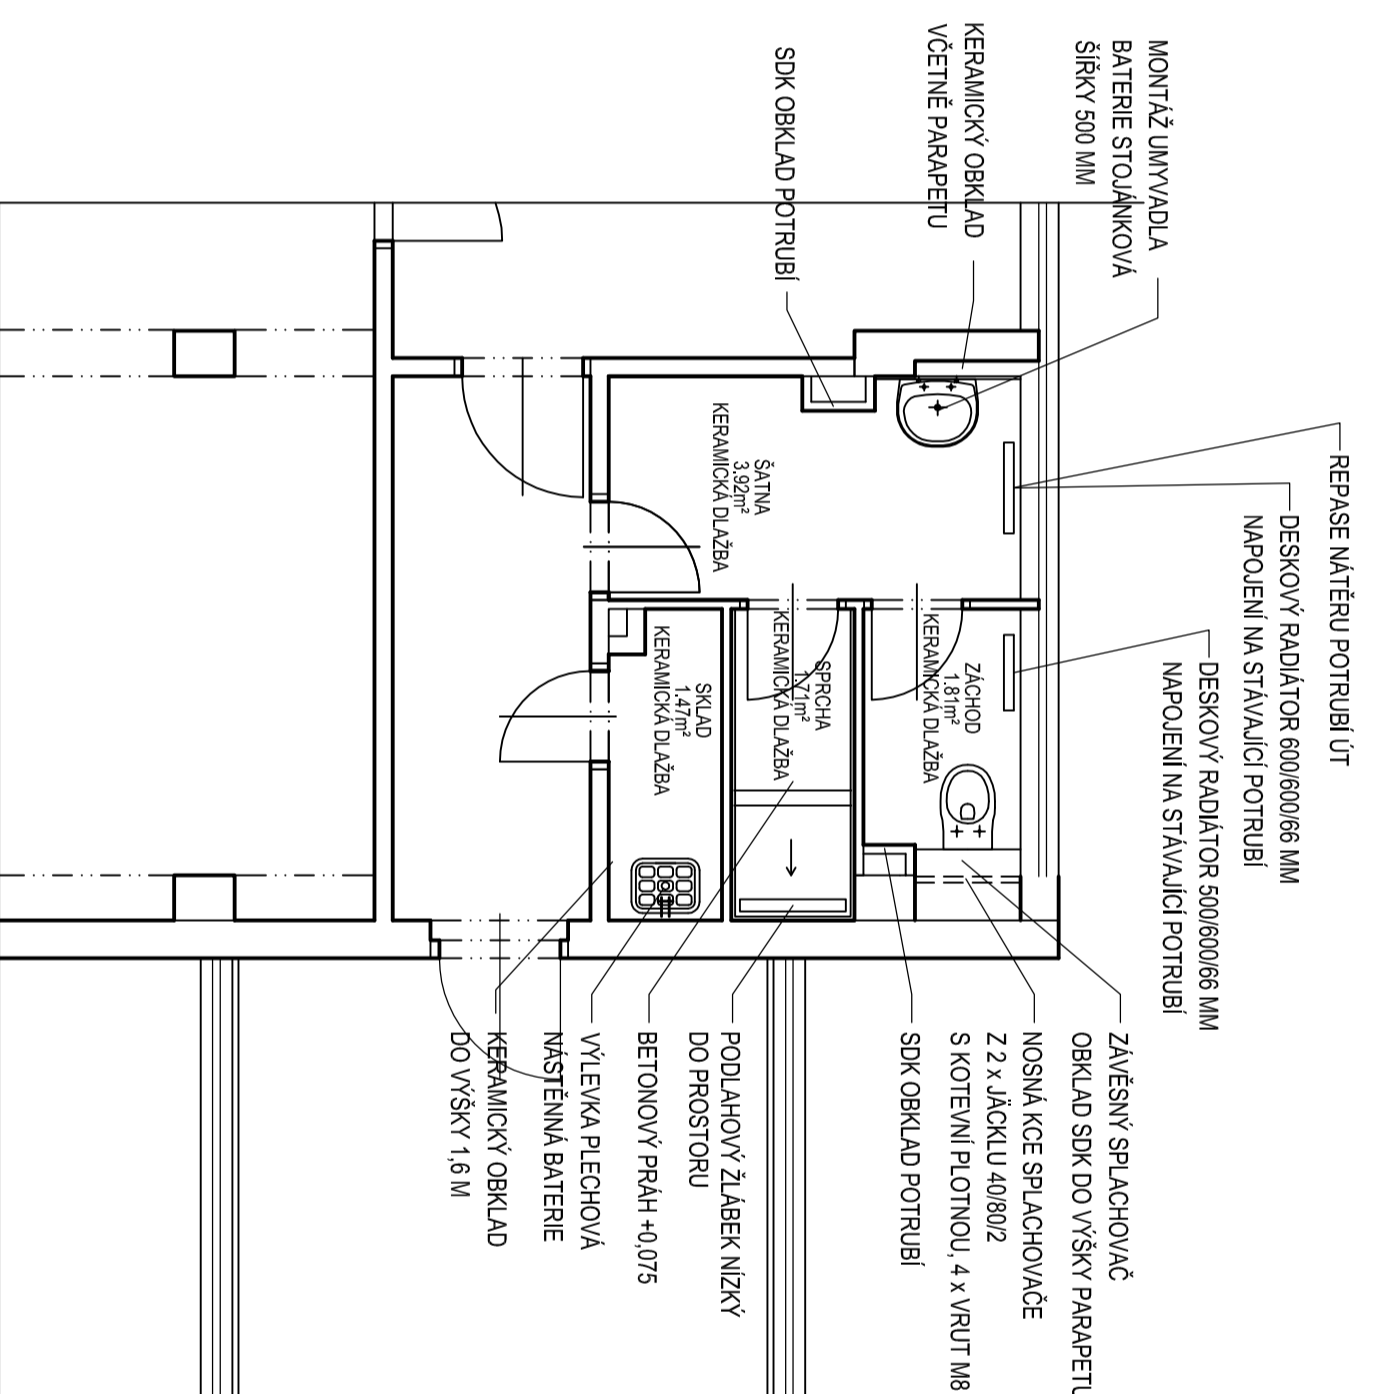 MONTÁŽ UMYVADLA
BATERIE STOJÁNKOVÁ
ŠÍŘKY 500 MM
KERAMICKÝ OBKLAD
VČETNĚ PARAPETU
SDK OBKLAD POTRUBÍ
REPASE NÁTĚRU POTRUBÍ ÚT
DESKOVÝ RADIÁTOR 600/600/66 MM
NAPOJENÍ NA STÁVAJÍCÍ POTRUBÍ
DESKOVÝ RADIÁTOR 500/600/66 MM
NAPOJENÍ NA STÁVAJÍCÍ POTRUBÍ
ŠATNA
3.92m²
KERAMICKÁ DLAŽBA
ZÁCHOD
1.81m²
KERAMICKÁ DLAŽBA
SPRCHA
1.71m²
KERAMICKÁ DLAŽBA
SKLAD
1.47m²
KERAMICKÁ DLAŽBA
ZÁVĚSNÝ SPLACHOVAČ
OBKLAD SDK DO VÝŠKY PARAPETU
NOSNÁ KCE SPLACHOVAČE
Z 2 x JÄCKLU 40/80/2
S KOTEVNÍ PLOTNOU, 4 x VRUT M8
SDK OBKLAD POTRUBÍ
PODLAHOVÝ ŽLÁBEK NÍZKÝ
DO PROSTORU
BETONOVÝ PRÁH +0,075
VÝLEVKA PLECHOVÁ
NÁSTĚNNÁ BATERIE
KERAMICKÝ OBKLAD
DO VÝŠKY 1,6 M